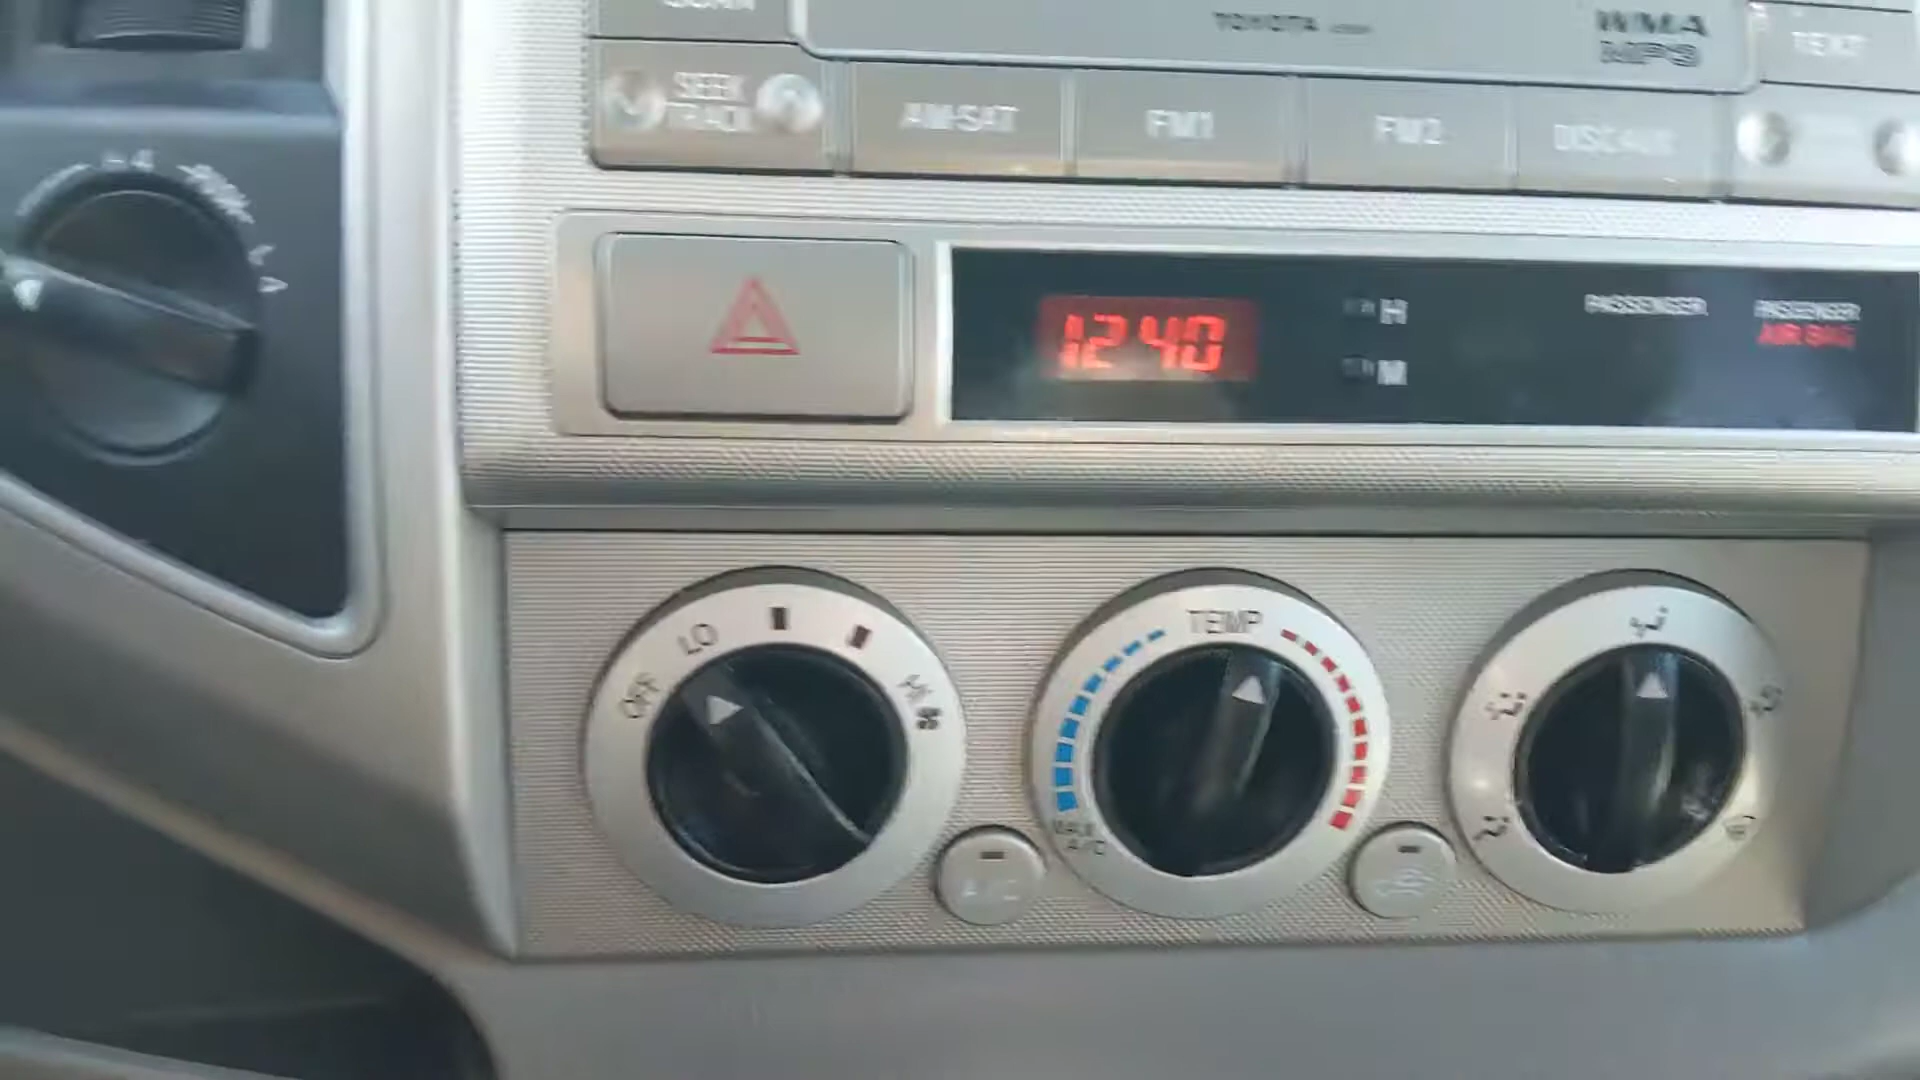 SCAN
TOYOTA
WMA
MP3
TEXT
SEEK
TRACK
AM·SAT
FM1
FM2
DISC·AUX
12 40
H
M
PASSENGER
PASSENGER
AIR BAG
OFF
LO
HI
TEMP
MAX
A/C
A/C